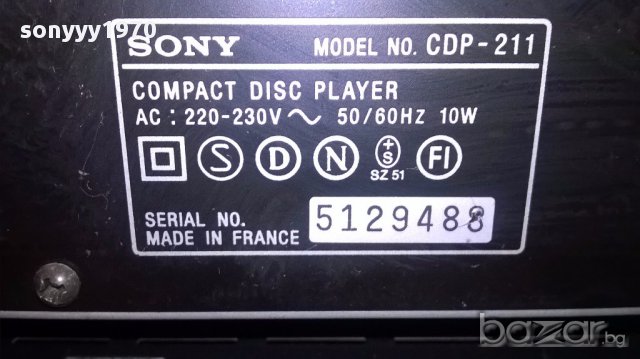 sonyyy1970
SONY MODEL NO. CDP-211
COMPACT DISC PLAYER
AC : 220-230V ~ 50/60Hz 10W
S D N +S FI
SZ 51
SERIAL NO. 5129488
MADE IN FRANCE
bazar.bg